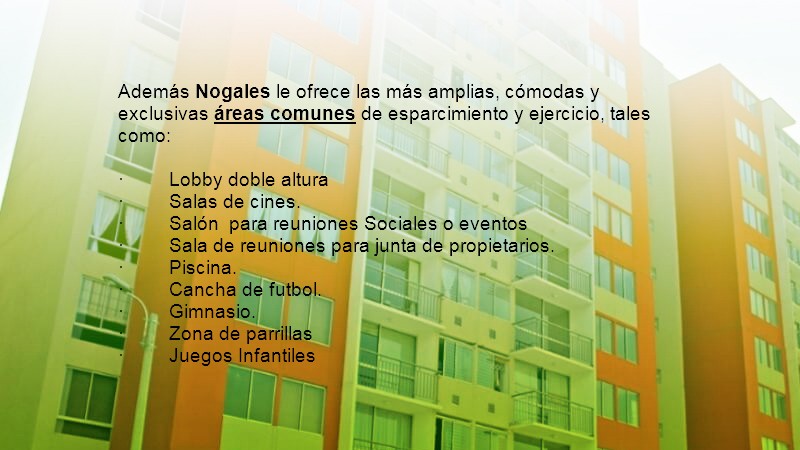 Además Nogales le ofrece las más amplias, cómodas y
exclusivas áreas comunes de esparcimiento y ejercicio, tales
como:
· Lobby doble altura
· Salas de cines.
· Salón  para reuniones Sociales o eventos
· Sala de reuniones para junta de propietarios.
· Piscina.
· Cancha de futbol.
· Gimnasio.
· Zona de parrillas
· Juegos Infantiles